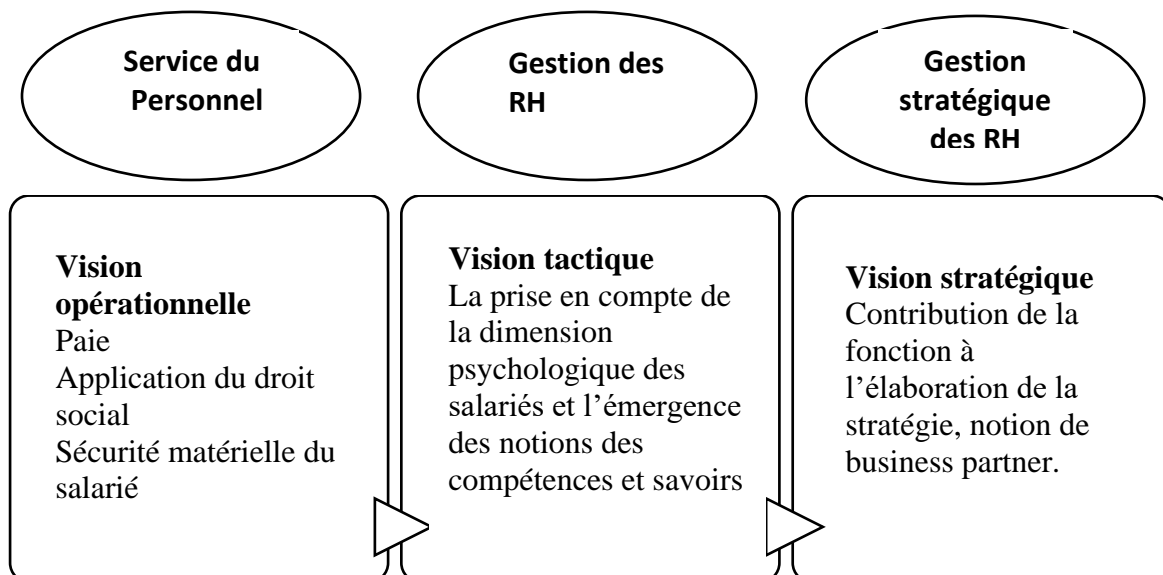 Service du
Personnel
Gestion des
RH
Gestion
stratégique
des RH
Vision
opérationnelle
Paie
Application du droit
social
Sécurité matérielle du
salarié
Vision tactique
La prise en compte de
la dimension
psychologique des
salariés et l’émergence
des notions des
compétences et savoirs
Vision stratégique
Contribution de la
fonction à
l’élaboration de la
stratégie, notion de
business partner.